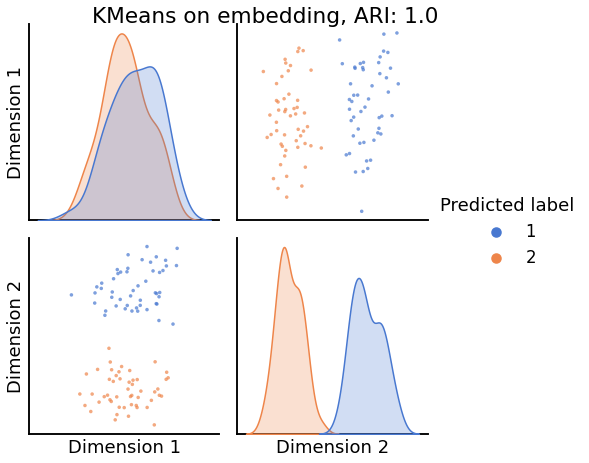 KMeans on embedding, ARI: 1.0
Dimension 1
Predicted label
1
2
Dimension 2
Dimension 1
Dimension 2